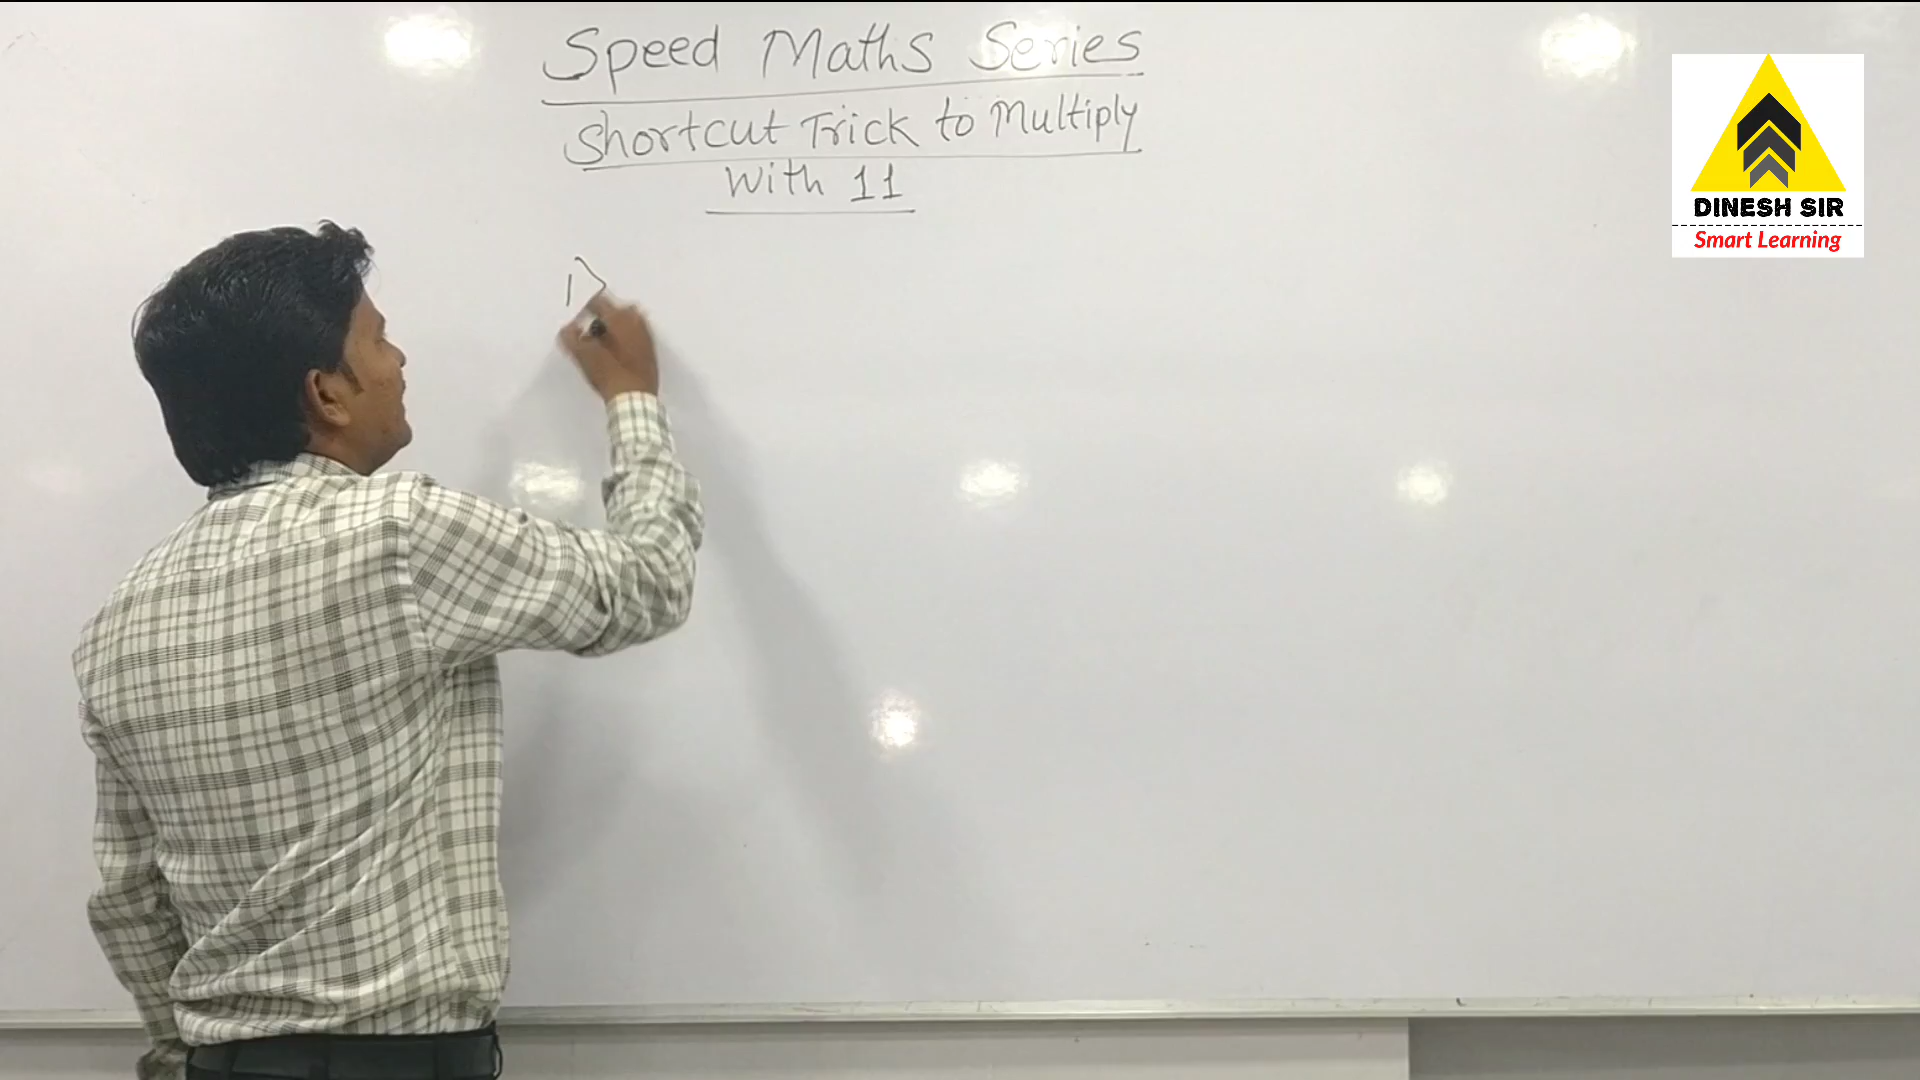 Speed Maths Series
Shortcut Trick to Multiply
With 11
1)
DINESH SIR
Smart Learning